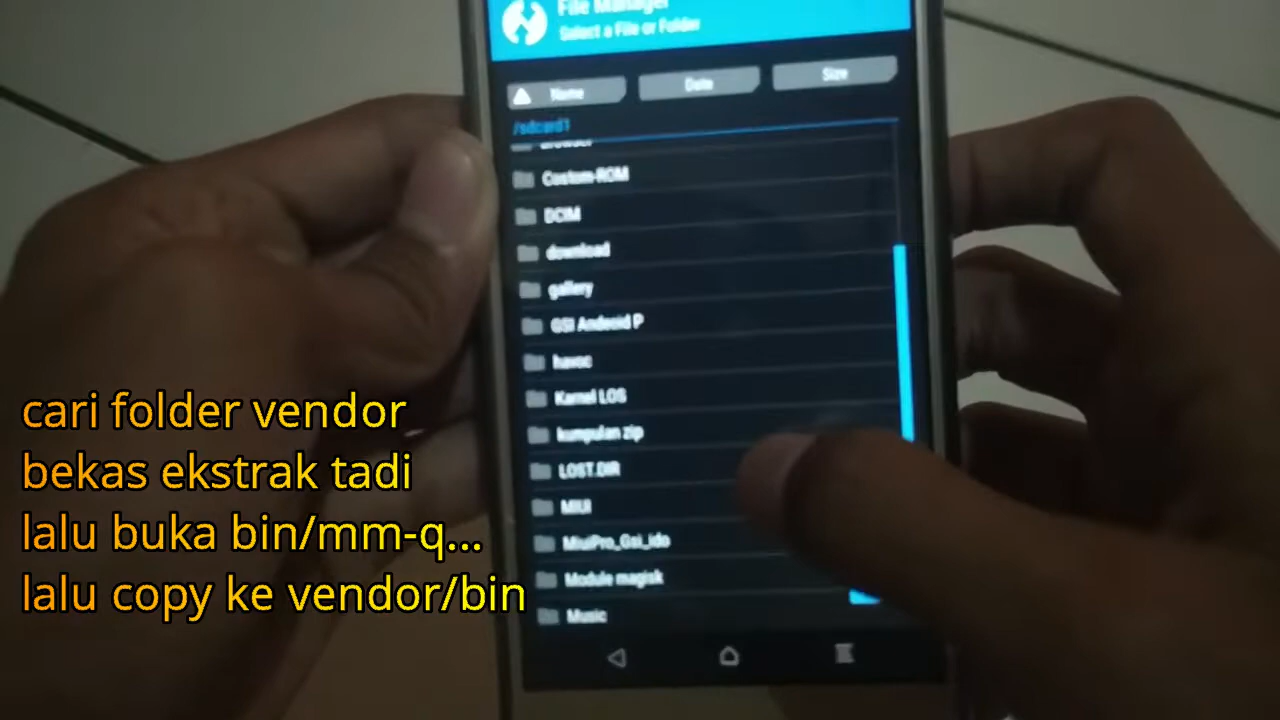 File Manager
Select a File or Folder
Name
Date
Size
/sdcard1
Browser
Custom-ROM
DCIM
download
gallery
GSI Android P
havoc
Kernel LOS
kumpulan zip
LOST.DIR
MIUI
MiuiPro_Gsi_ido
Module magisk
Music
cari folder vendor
bekas ekstrak tadi
lalu buka bin/mm-q...
lalu copy ke vendor/bin